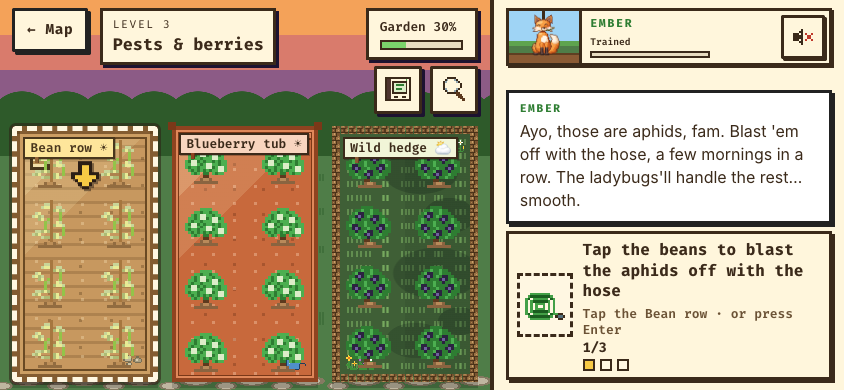 ← Map
LEVEL 3
Pests & berries
Garden 30%
Bean row ☀
Blueberry tub ☀
Wild hedge ⛅
EMBER
Trained
EMBER
Ayo, those are aphids, fam. Blast 'em
off with the hose, a few mornings in a
row. The ladybugs'll handle the rest...
smooth.
Tap the beans to blast
the aphids off with the
hose
Tap the Bean row · or press
Enter
1/3